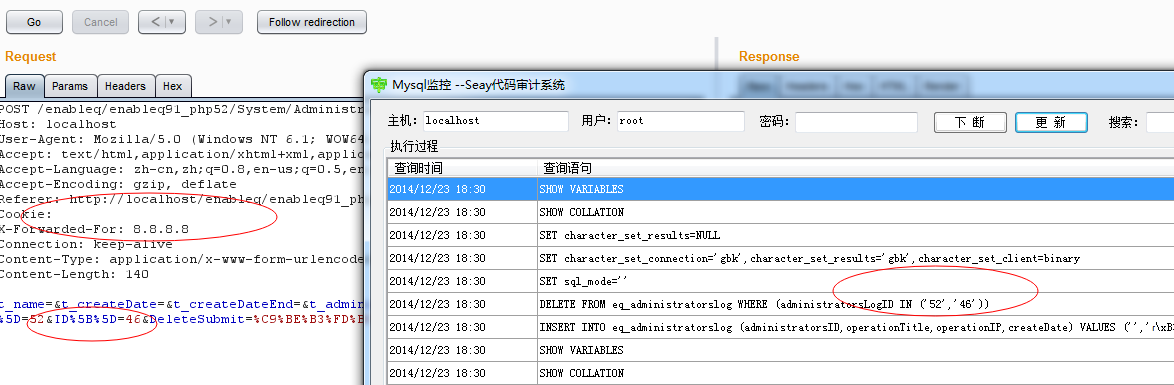 Go
Cancel
<
>
Follow redirection
Request
Response
Raw
Params
Headers
Hex
POST /enableq/enableq91_php52/System/Administr
Host: localhost
User-Agent: Mozilla/5.0 (Windows NT 6.1; WOW64
Accept: text/html,application/xhtml+xml,applic
Accept-Language: zh-cn,zh;q=0.8,en-us;q=0.5,en
Accept-Encoding: gzip, deflate
Referer: http://localhost/enableq/enableq91_ph
Cookie:
X-Forwarded-For: 8.8.8.8
Connection: keep-alive
Content-Type: application/x-www-form-urlencode
Content-Length: 140
t_name=&t_createDate=&t_createDateEnd=&t_admin
%5D=52&ID%5B%5D=46&DeleteSubmit=%C9%BE%B3%FD%B
Mysql监控 --Seay代码审计系统
主机: localhost 用户: root 密码: 下 断 更 新 搜索:
执行过程
查询时间 查询语句
2014/12/23 18:30 SHOW VARIABLES
2014/12/23 18:30 SHOW COLLATION
2014/12/23 18:30 SET character_set_results=NULL
2014/12/23 18:30 SET character_set_connection='gbk',character_set_results='gbk',character_set_client=binary
2014/12/23 18:30 SET sql_mode=''
2014/12/23 18:30 DELETE FROM eq_administratorslog WHERE (administratorsLogID IN ('52','46'))
2014/12/23 18:30 INSERT INTO eq_administratorslog (administratorsID,operationTitle,operationIP,createDate) VALUES ('','r\xB
2014/12/23 18:30 SHOW VARIABLES
2014/12/23 18:30 SHOW COLLATION